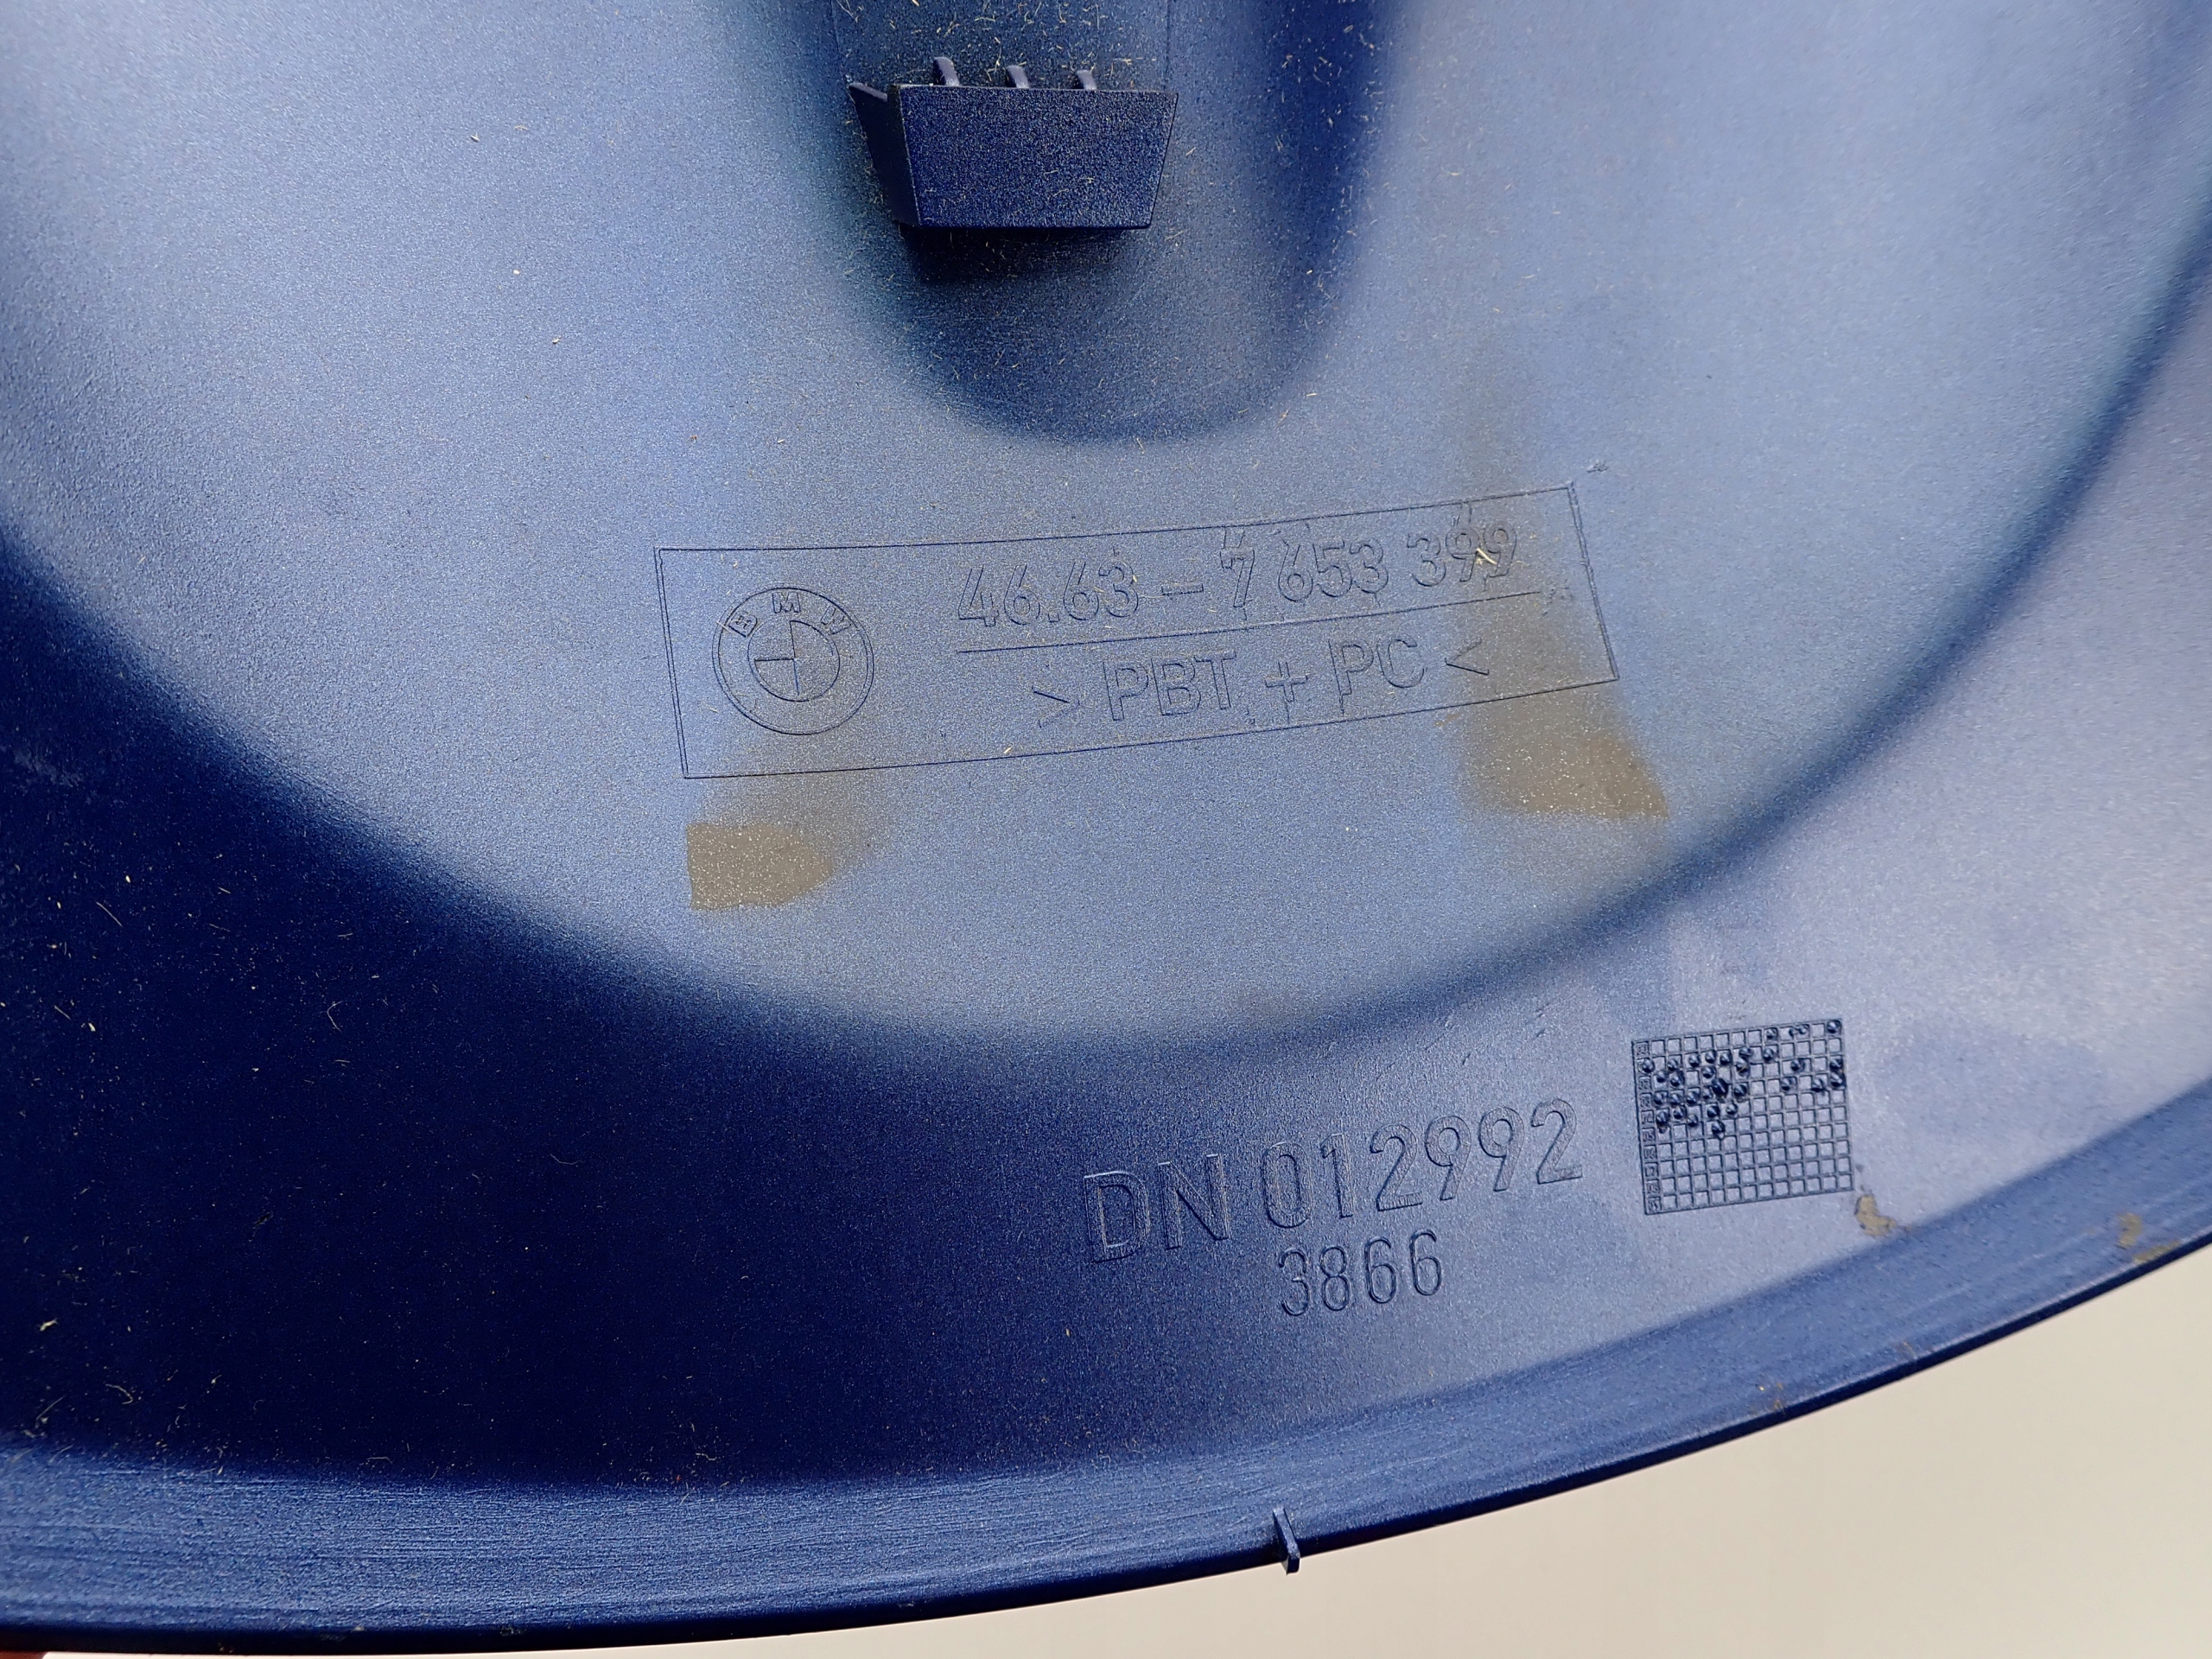 BMW
46.63 – 7 653 399
> PBT + PC <
DN 012992
3866